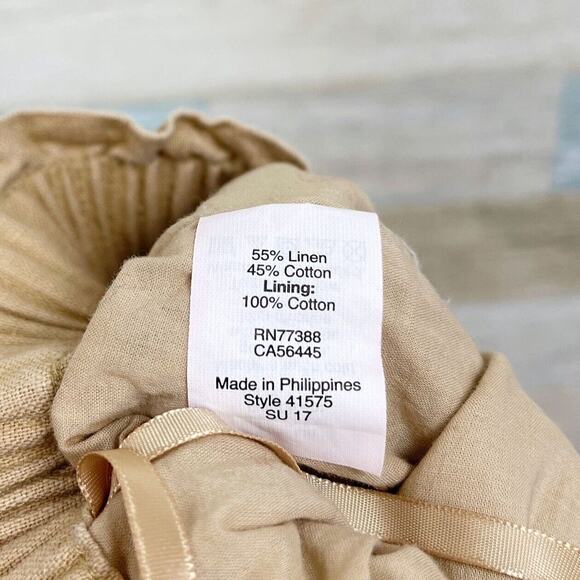 55% Linen
45% Cotton
Lining:
100% Cotton
RN77388
CA56445
Made in Philippines
Style 41575
SU 17